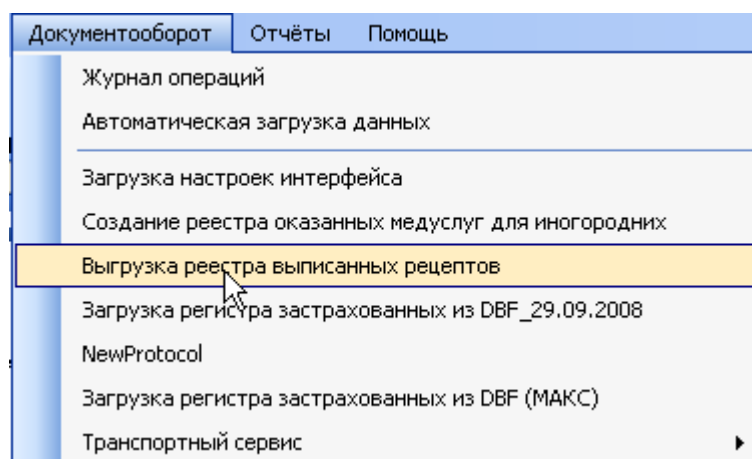 Документооборот Отчёты Помощь
Журнал операций
Автоматическая загрузка данных
Загрузка настроек интерфейса
Создание реестра оказанных медуслуг для иногородних
Выгрузка реестра выписанных рецептов
Загрузка регистра застрахованных из DBF_29.09.2008
NewProtocol
Загрузка регистра застрахованных из DBF (МАКС)
Транспортный сервис